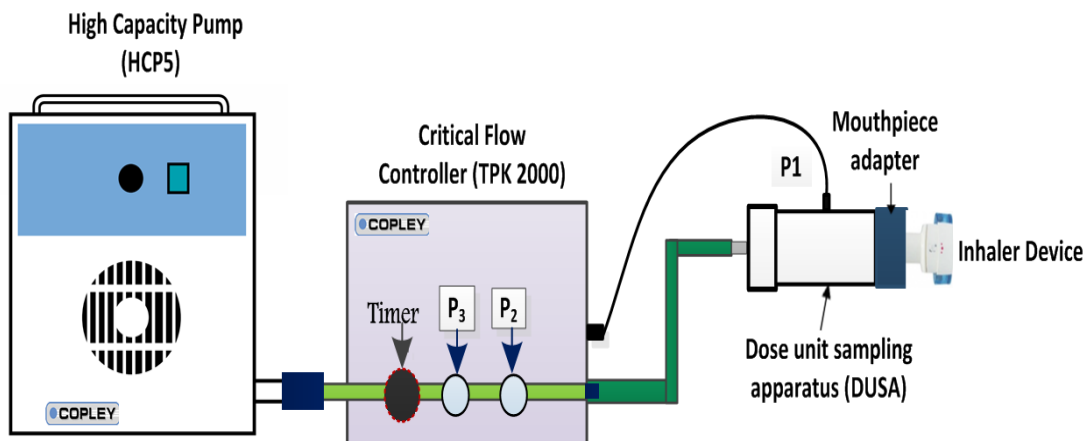 High Capacity Pump
(HCP5)
COPLEY
Critical Flow
Controller (TPK 2000)
COPLEY
Timer
P₃
P₂
P1
Mouthpiece
adapter
Inhaler Device
Dose unit sampling
apparatus (DUSA)